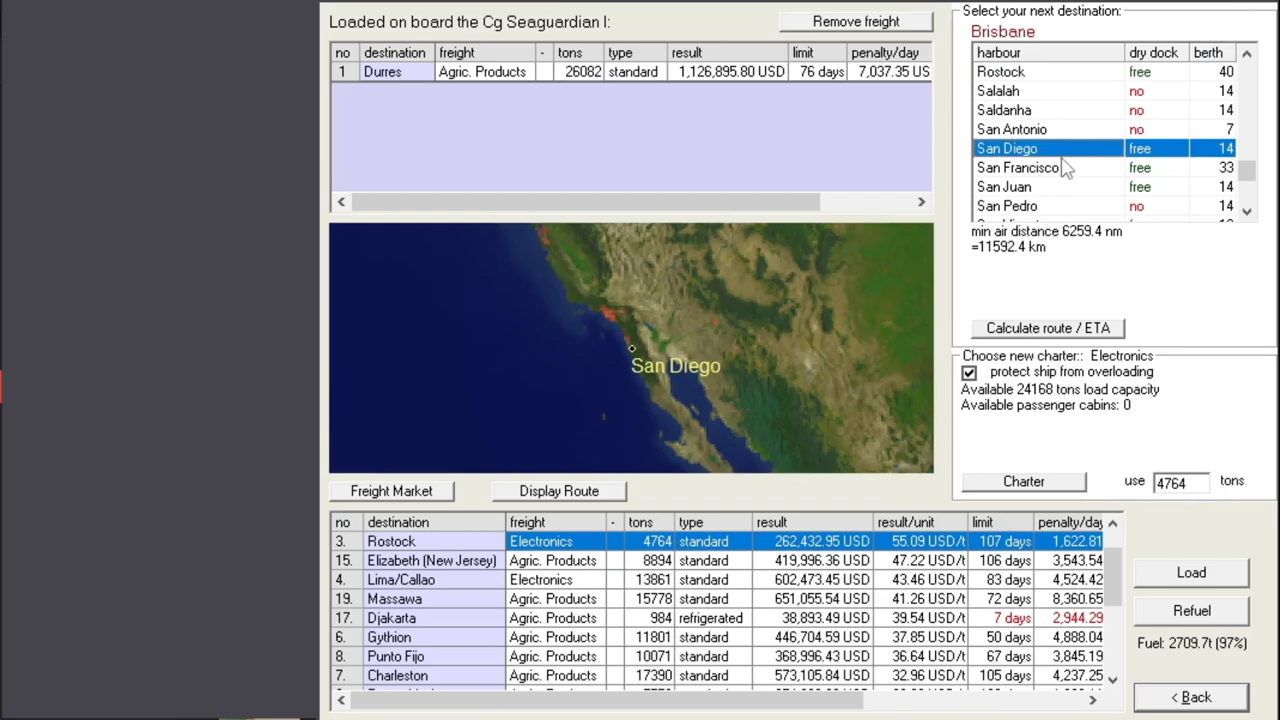 Loaded on board the Cg Seaguardian I:
Remove freight
no destination freight - tons type result limit penalty/day
1 Durres Agric. Products 26082 standard 1,126,895.80 USD 76 days 7,037.35 US
Select your next destination:
Brisbane
harbour dry dock berth
Rostock free 40
Salalah no 14
Saldanha no 14
San Antonio no 7
San Diego free 14
San Francisco free 33
San Juan free 14
San Pedro no 14
min air distance 6259.4 nm
=11592.4 km
Calculate route / ETA
San Diego
Choose new charter:: Electronics
protect ship from overloading
Available 24168 tons load capacity
Available passenger cabins: 0
Charter use 4764 tons
Freight Market
Display Route
no destination freight - tons type result result/unit limit penalty/day
3. Rostock Electronics 4764 standard 262,432.95 USD 55.09 USD/t 107 days 1,622.81
15. Elizabeth (New Jersey) Agric. Products 8894 standard 419,996.36 USD 47.22 USD/t 106 days 3,543.54
4. Lima/Callao Electronics 13861 standard 602,473.45 USD 43.46 USD/t 83 days 4,524.42
19. Massawa Agric. Products 15778 standard 651,055.54 USD 41.26 USD/t 72 days 8,360.65
17. Djakarta Agric. Products 984 refrigerated 38,893.49 USD 39.54 USD/t 7 days 2,944.29
6. Gythion Agric. Products 11801 standard 446,704.59 USD 37.85 USD/t 50 days 4,888.04
8. Punto Fijo Agric. Products 10071 standard 368,996.43 USD 36.64 USD/t 67 days 3,845.19
7. Charleston Agric. Products 17390 standard 573,105.84 USD 32.96 USD/t 105 days 4,237.25
Load
Refuel
Fuel: 2709.7t (97%)
< Back